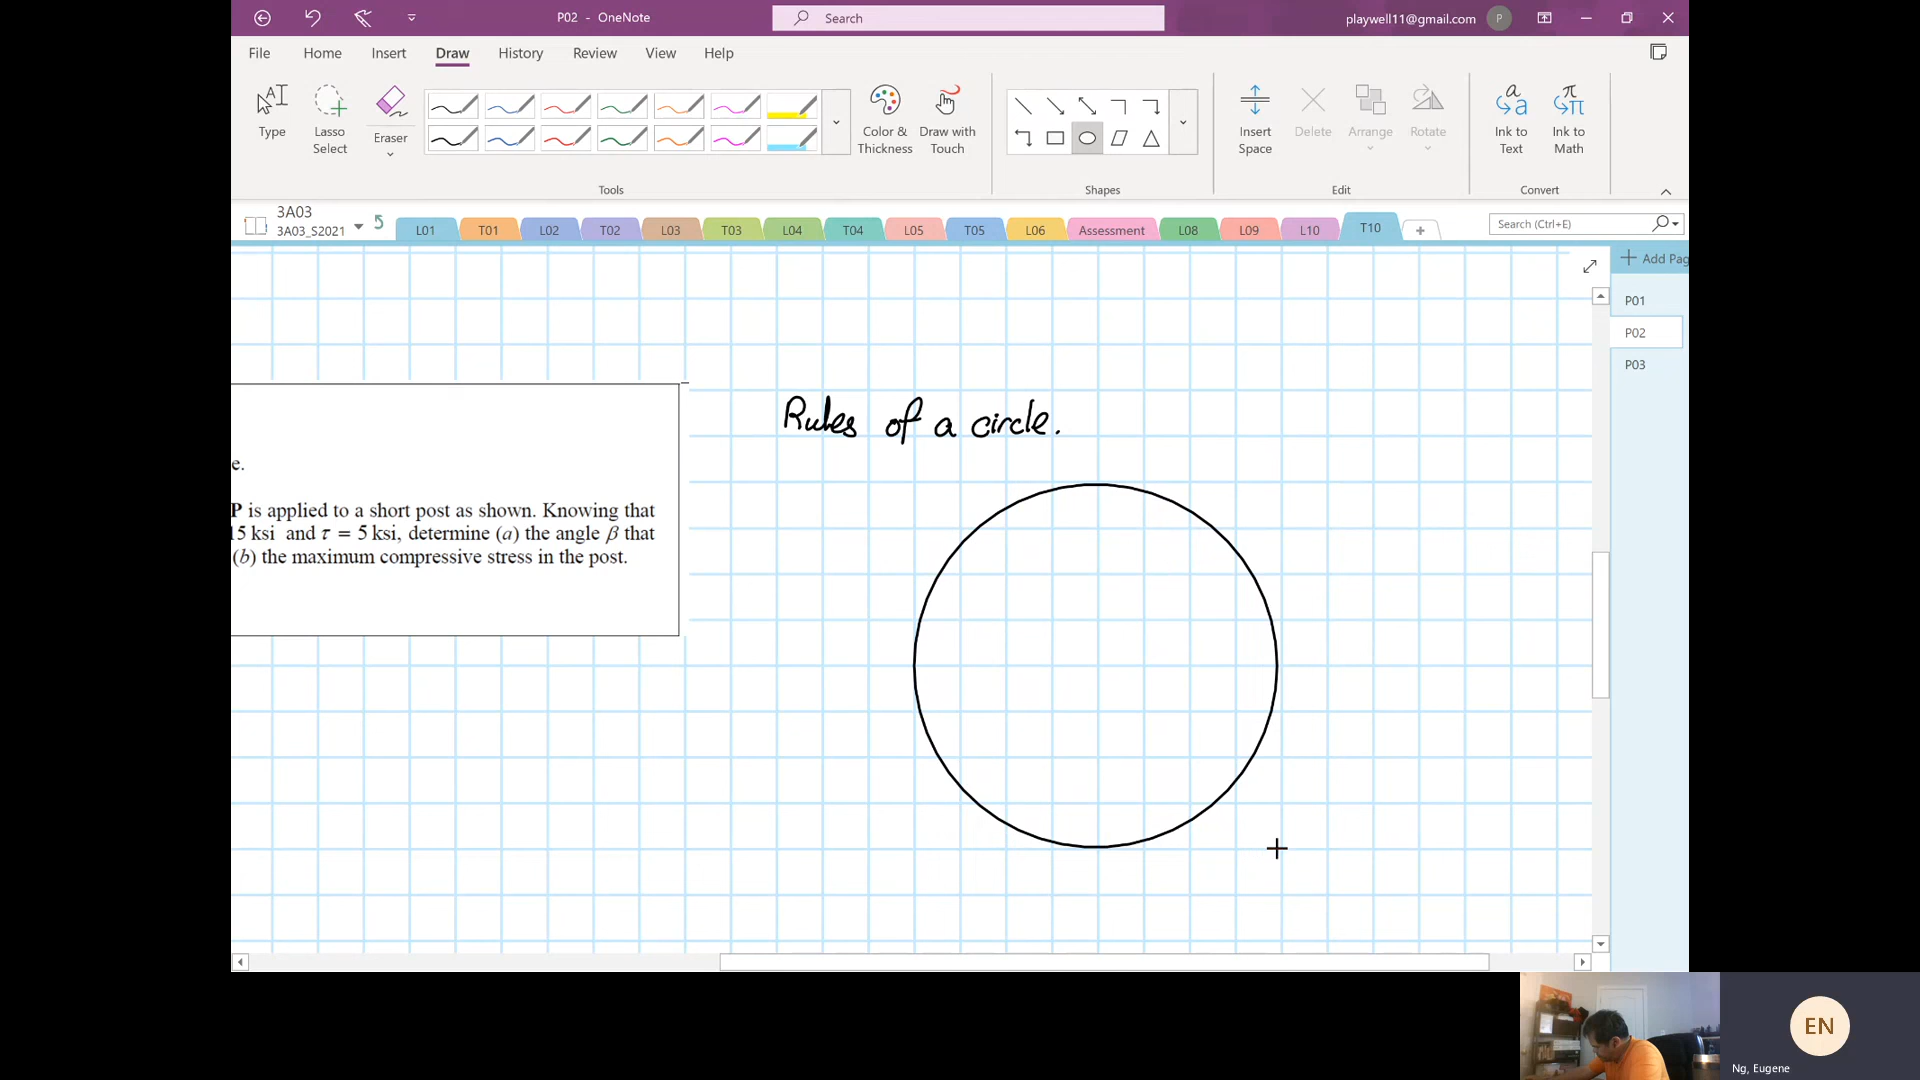 P02 - OneNote
Search
playwell11@gmail.com
P
File
Home
Insert
Draw
History
Review
View
Help
Type
Lasso Select
Eraser
Color & Thickness
Draw with Touch
Insert Space
Delete
Arrange
Rotate
Ink to Text
Ink to Math
Tools
Shapes
Edit
Convert
3A03
3A03_S2021
L01
T01
L02
T02
L03
T03
L04
T04
L05
T05
L06
Assessment
L08
L09
L10
T10
Search (Ctrl+E)
Add Pag
P01
P02
P03
Rules of a circle.
e.
P is applied to a short post as shown. Knowing that
15 ksi and τ = 5 ksi, determine (a) the angle β that
(b) the maximum compressive stress in the post.
EN
Ng, Eugene